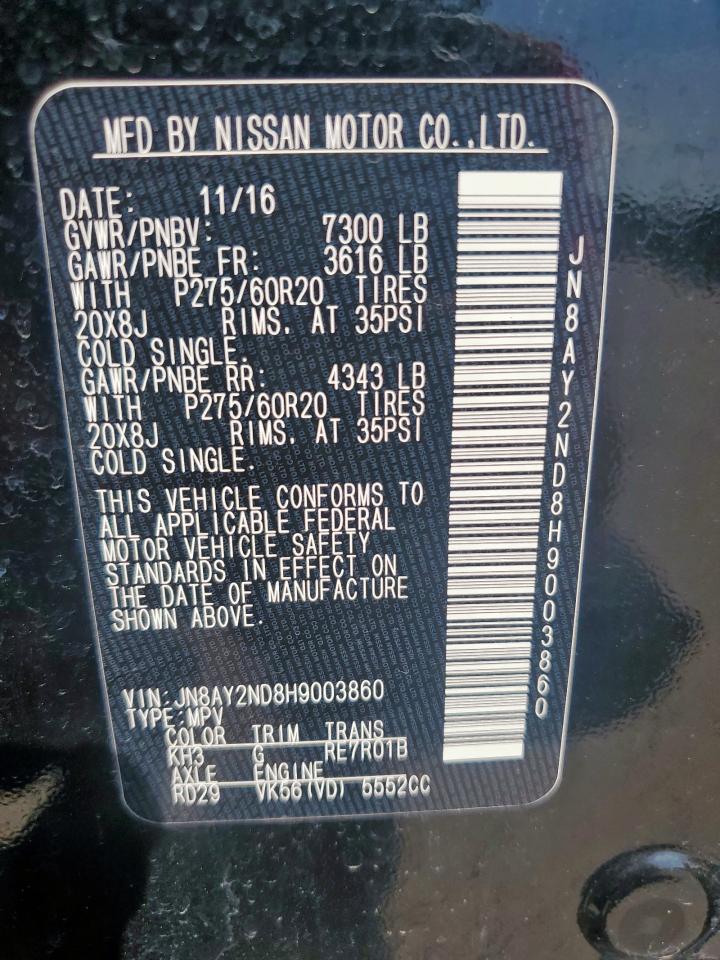 MFD BY NISSAN MOTOR CO.,LTD.
DATE: 11/16
GVWR/PNBV: 7300 LB
GAWR/PNBE FR: 3616 LB
WITH P275/60R20 TIRES
20X8J RIMS. AT 35PSI
COLD SINGLE.
GAWR/PNBE RR: 4343 LB
WITH P275/60R20 TIRES
20X8J RIMS. AT 35PSI
COLD SINGLE.
THIS VEHICLE CONFORMS TO
ALL APPLICABLE FEDERAL
MOTOR VEHICLE SAFETY
STANDARDS IN EFFECT ON
THE DATE OF MANUFACTURE
SHOWN ABOVE.
VIN:JN8AY2ND8H9003860
TYPE:MPV
COLOR TRIM TRANS
KH3 G RE7R01B
AXLE ENGINE
RD29 VK56(VD) 5552CC
JN8AY2ND8H9003860